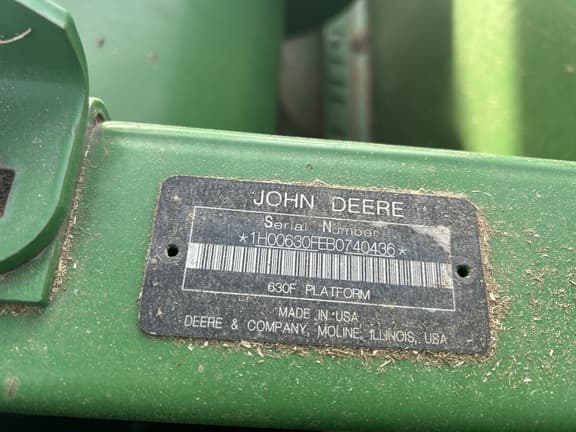 JOHN DEERE
Serial Number
*1H00630FEB0740436*
630F PLATFORM
MADE IN USA
DEERE & COMPANY, MOLINE, ILLINOIS, USA